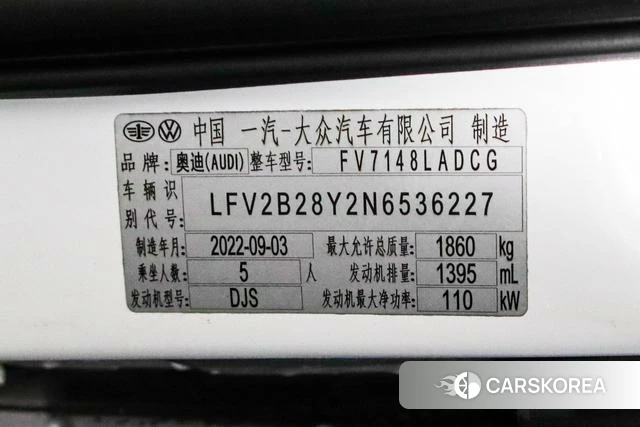 中国 一汽-大众汽车有限公司 制造
品牌: 奥迪(AUDI) 整车型号: FV7148LADCG
车辆识别代号: LFV2B28Y2N6536227
制造年月: 2022-09-03 最大允许总质量: 1860 kg
乘坐人数: 5 人 发动机排量: 1395 mL
发动机型号: DJS 发动机最大净功率: 110 kW
CARSKOREA